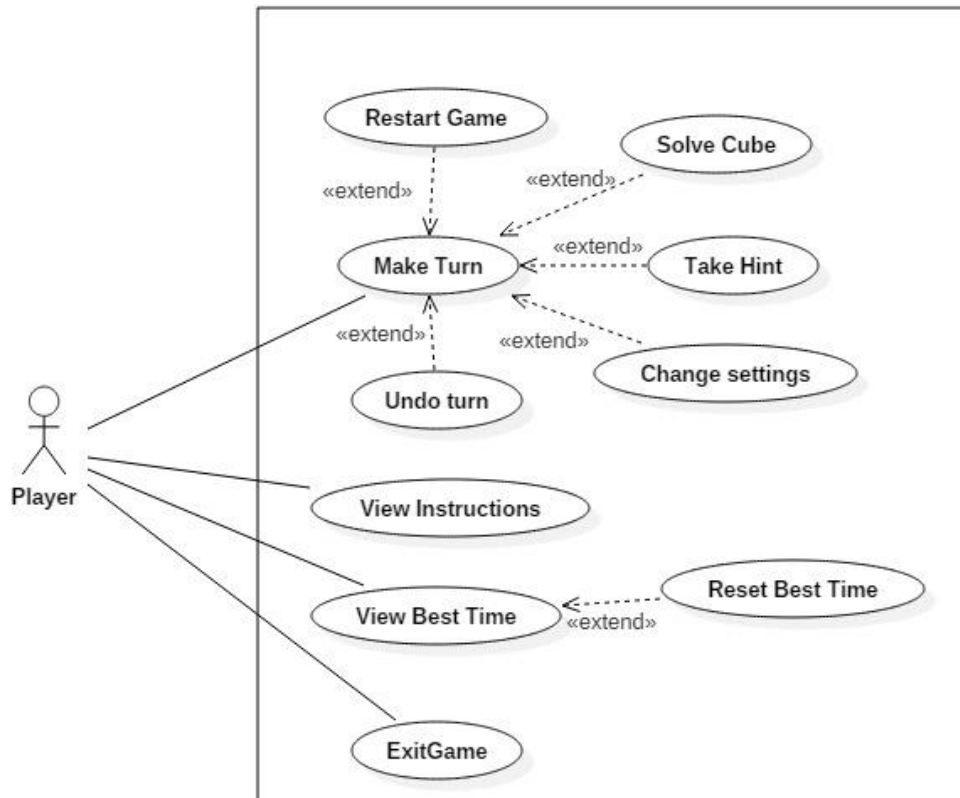 Restart Game
Solve Cube
«extend»
«extend»
«extend»
Make Turn
Take Hint
«extend»
«extend»
Change settings
Undo turn
Player
View Instructions
Reset Best Time
View Best Time
«extend»
ExitGame